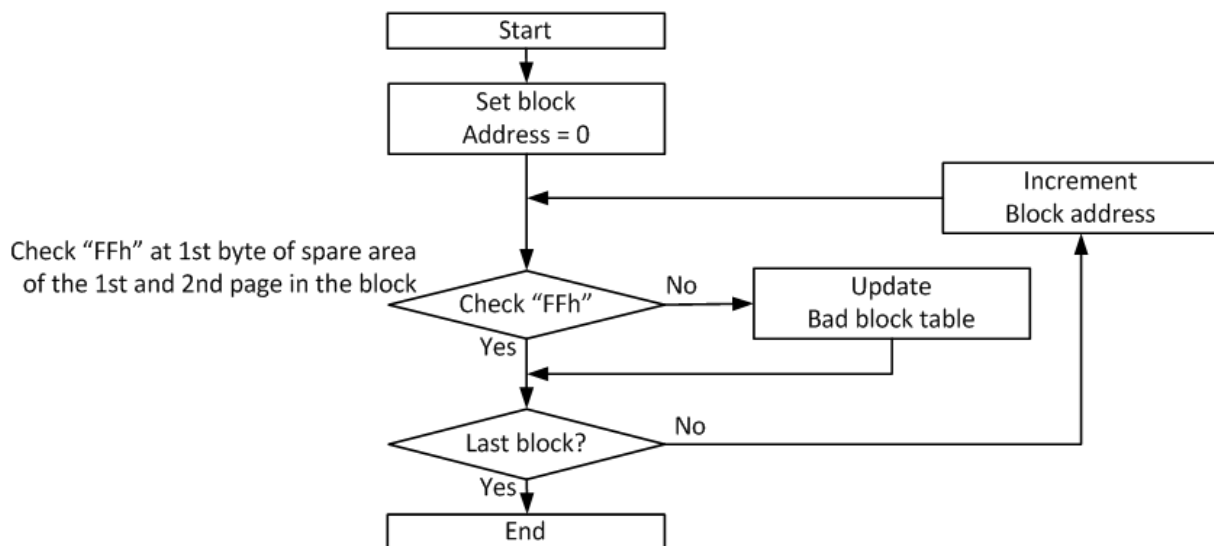 Start
Set block
Address = 0
Increment
Block address
Check “FFh” at 1st byte of spare area
of the 1st and 2nd page in the block
Check “FFh”
No
Update
Bad block table
Yes
Last block?
No
Yes
End